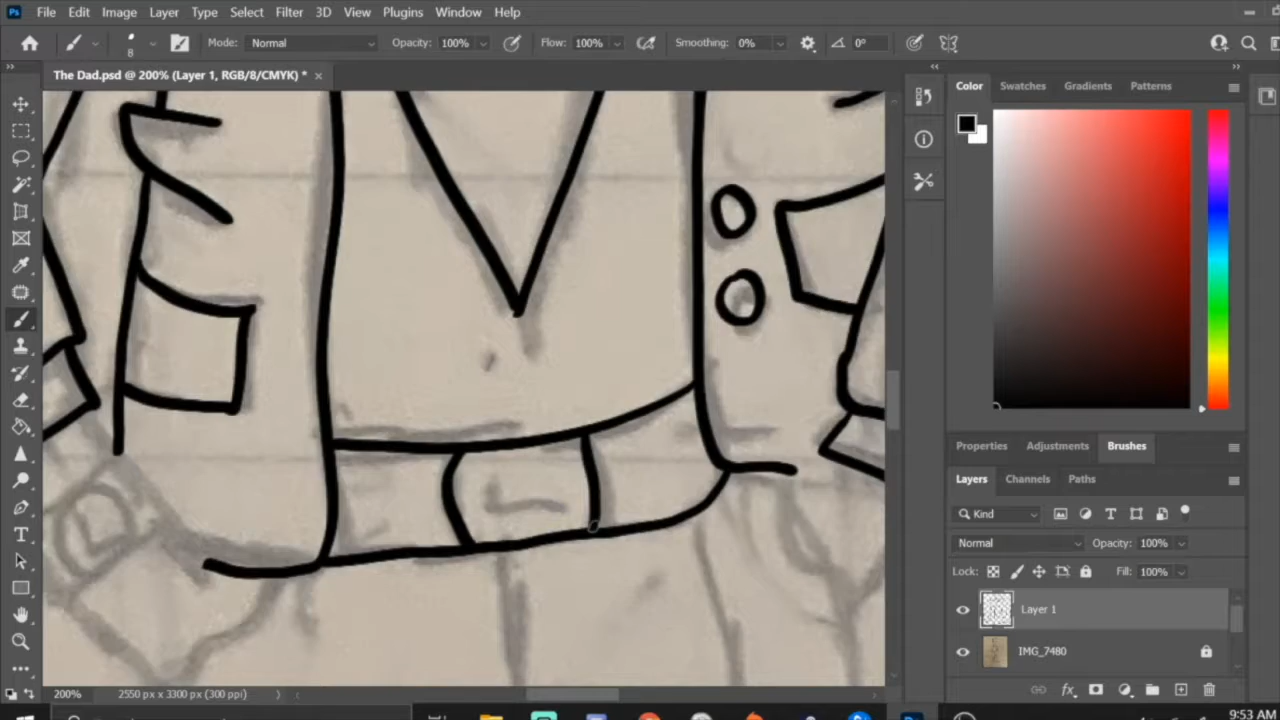 Ps File Edit Image Layer Type Select Filter 3D View Plugins Window Help
8 Mode: Normal Opacity: 100% Flow: 100% Smoothing: 0% 0°
The Dad.psd @ 200% (Layer 1, RGB/8/CMYK) * ×
Color Swatches Gradients Patterns
Properties Adjustments Brushes
Layers Channels Paths
Kind
Normal Opacity: 100%
Lock: Fill: 100%
Layer 1
IMG_7480
200% 2550 px x 3300 px (300 ppi)
9:53 AM